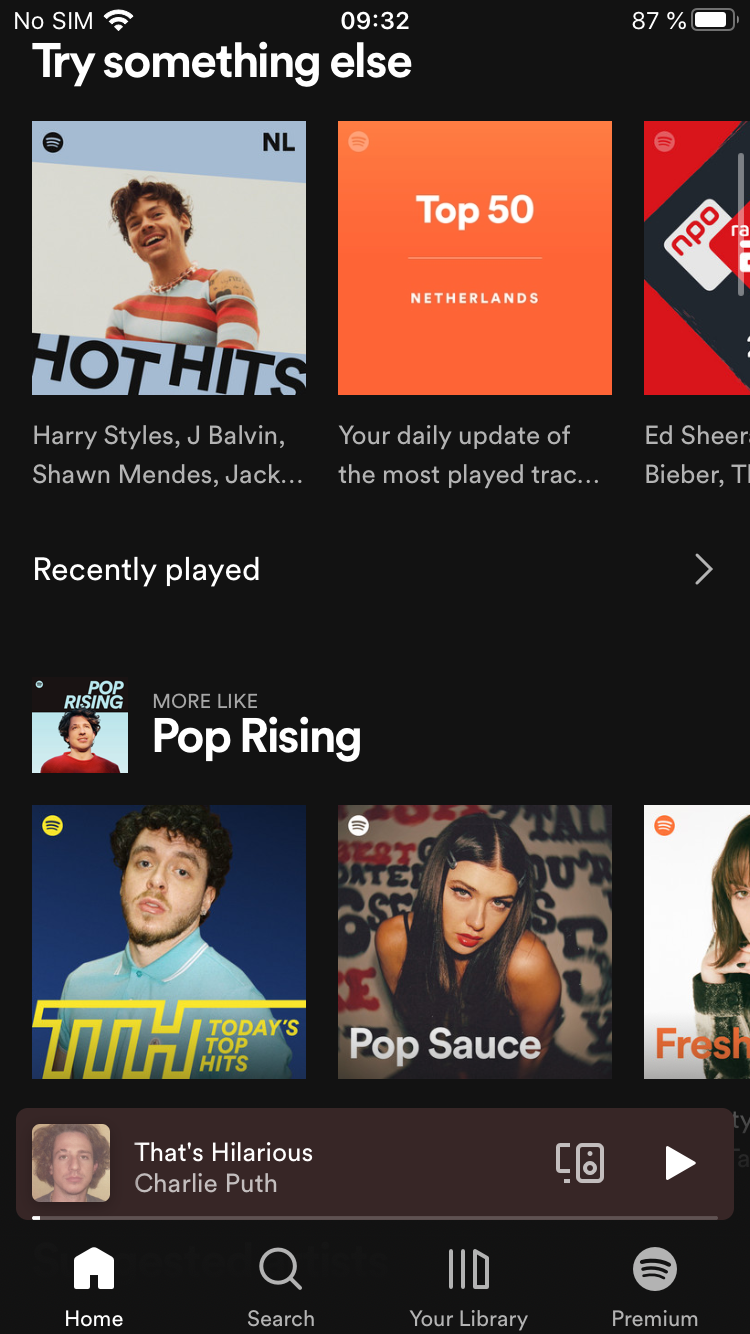 No SIM 09:32 87 %
Try something else
NL
HOT HITS
Top 50
NETHERLANDS
npo
Harry Styles, J Balvin,
Shawn Mendes, Jack...
Your daily update of
the most played trac...
Ed Sheer
Bieber, T
Recently played
POP
RISING
MORE LIKE
Pop Rising
TTH
TODAY'S
TOP
HITS
Pop Sauce
Fresh
That's Hilarious
Charlie Puth
Home Search Your Library Premium